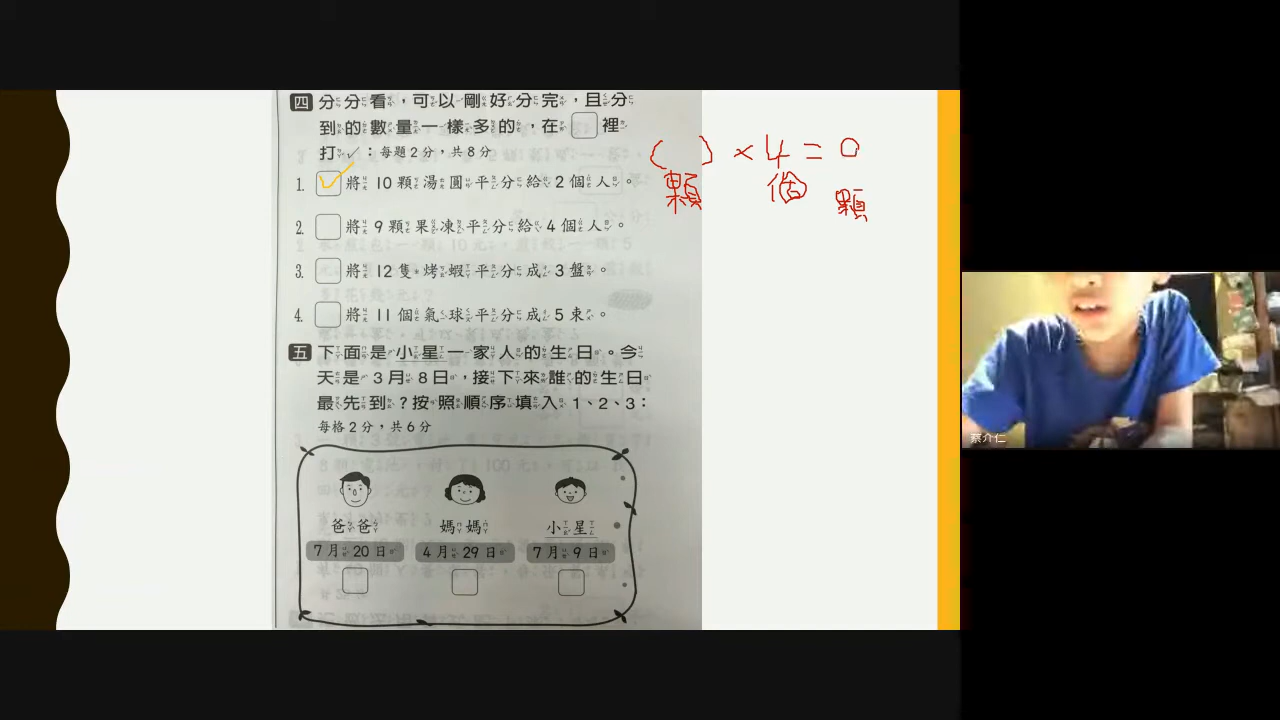 四 分分看，可以剛好分完，且分
到的數量一樣多的，在□裡
打✓：每題2分，共8分
1. ✓ 將10顆湯圓平分給2個人。
2. □ 將9顆果凍平分給4個人。
3. □ 將12隻烤蝦平分成3盤。
4. □ 將11個氣球平分成5束。
五 下面是小星一家人的生日。今
天是3月8日，接下來誰的生日
最先到？按照順序填入1、2、3：
每格2分，共6分
爸爸 媽媽 小星
7月20日 4月29日 7月9日
( ) × 4 = 0
顆 個 顆
蔡介仁